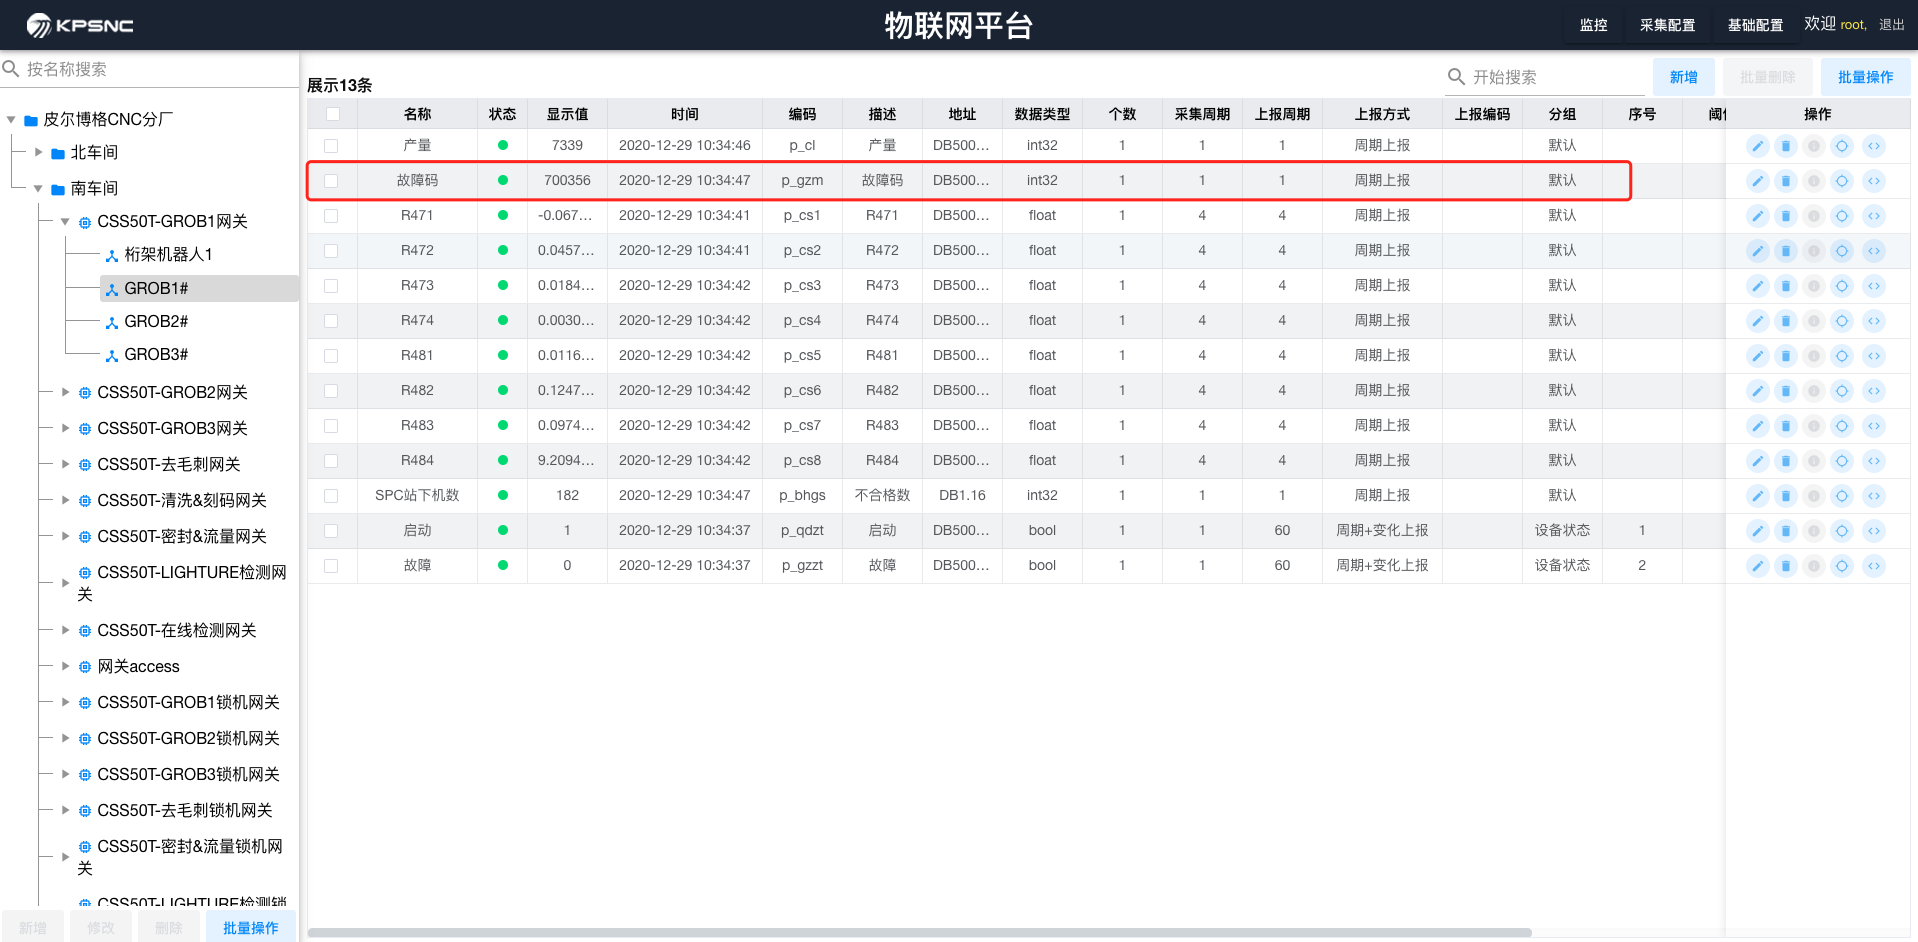 KPSNC
物联网平台
监控 采集配置 基础配置 欢迎 root, 退出
按名称搜索
皮尔博格CNC分厂
北车间
南车间
CSS50T-GROB1网关
桁架机器人1
GROB1#
GROB2#
GROB3#
CSS50T-GROB2网关
CSS50T-GROB3网关
CSS50T-去毛刺网关
CSS50T-清洗&刻码网关
CSS50T-密封&流量网关
CSS50T-LIGHTURE检测网
关
CSS50T-在线检测网关
网关access
CSS50T-GROB1锁机网关
CSS50T-GROB2锁机网关
CSS50T-GROB3锁机网关
CSS50T-去毛刺锁机网关
CSS50T-密封&流量锁机网
关
CSS50T-LIGHTURE检测锁
新增 修改 删除 批量操作
展示13条
开始搜索 新增 批量删除 批量操作
名称 状态 显示值 时间 编码 描述 地址 数据类型 个数 采集周期 上报周期 上报方式 上报编码 分组 序号 操作
产量 7339 2020-12-29 10:34:46 p_cl 产量 DB500... int32 1 1 1 周期上报 默认
故障码 700356 2020-12-29 10:34:47 p_gzm 故障码 DB500... int32 1 1 1 周期上报 默认
R471 -0.067... 2020-12-29 10:34:41 p_cs1 R471 DB500... float 1 4 4 周期上报 默认
R472 0.0457... 2020-12-29 10:34:41 p_cs2 R472 DB500... float 1 4 4 周期上报 默认
R473 0.0184... 2020-12-29 10:34:42 p_cs3 R473 DB500... float 1 4 4 周期上报 默认
R474 0.0030... 2020-12-29 10:34:42 p_cs4 R474 DB500... float 1 4 4 周期上报 默认
R481 0.0116... 2020-12-29 10:34:42 p_cs5 R481 DB500... float 1 4 4 周期上报 默认
R482 0.1247... 2020-12-29 10:34:42 p_cs6 R482 DB500... float 1 4 4 周期上报 默认
R483 0.0974... 2020-12-29 10:34:42 p_cs7 R483 DB500... float 1 4 4 周期上报 默认
R484 9.2094... 2020-12-29 10:34:42 p_cs8 R484 DB500... float 1 4 4 周期上报 默认
SPC站下机数 182 2020-12-29 10:34:47 p_bhgs 不合格数 DB1.16 int32 1 1 1 周期上报 默认
启动 1 2020-12-29 10:34:37 p_qdzt 启动 DB500... bool 1 1 60 周期+变化上报 设备状态 1
故障 0 2020-12-29 10:34:37 p_gzzt 故障 DB500... bool 1 1 60 周期+变化上报 设备状态 2